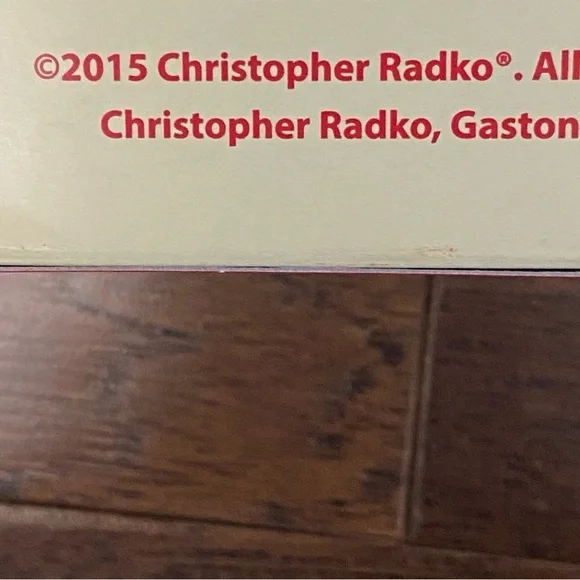 ©2015 Christopher Radko®. All
Christopher Radko, Gaston